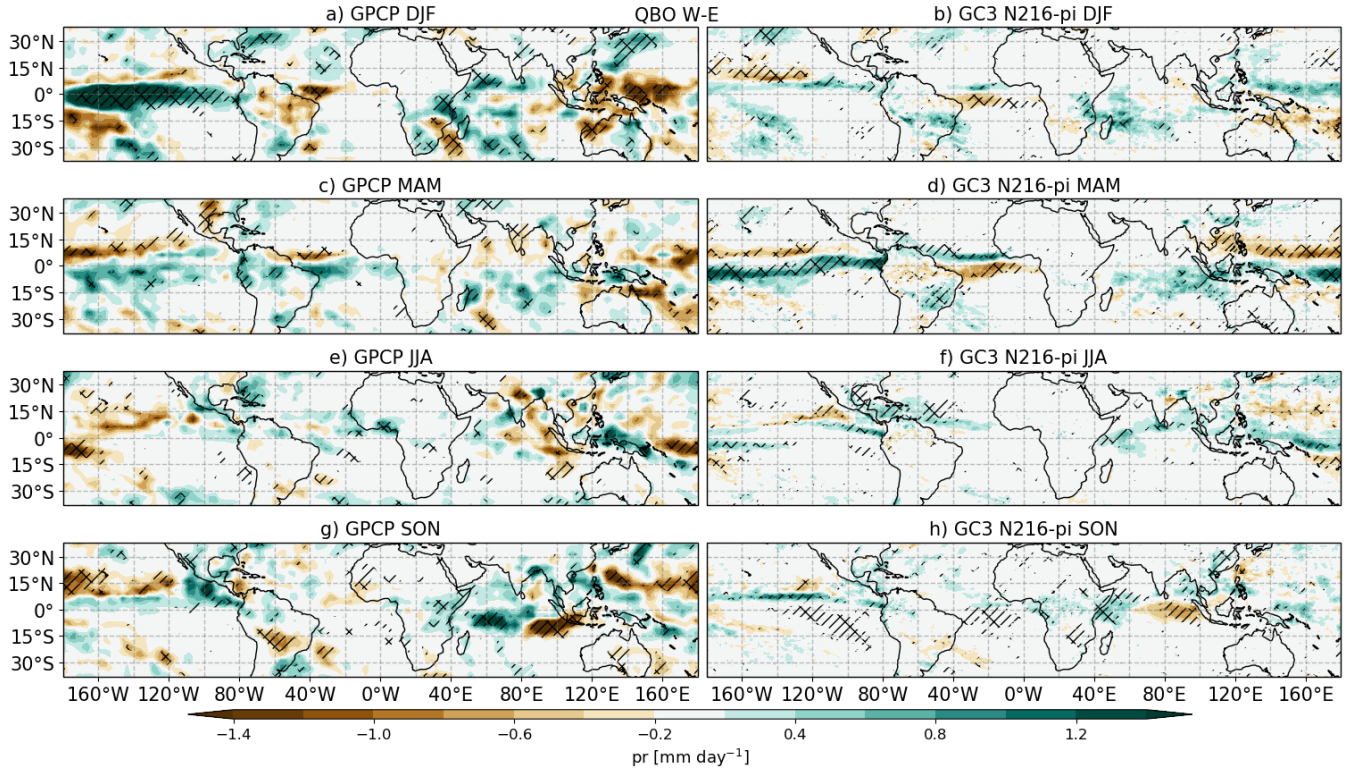 a) GPCP DJF QBO W-E b) GC3 N216-pi DJF
30°N
15°N
0°
15°S
30°S
c) GPCP MAM d) GC3 N216-pi MAM
30°N
15°N
0°
15°S
30°S
e) GPCP JJA f) GC3 N216-pi JJA
30°N
15°N
0°
15°S
30°S
g) GPCP SON h) GC3 N216-pi SON
30°N
15°N
0°
15°S
30°S
160°W 120°W 80°W 40°W 0°W 40°E 80°E 120°E 160°E 160°W 120°W 80°W 40°W 0°W 40°E 80°E 120°E 160°E
−1.4 −1.0 −0.6 −0.2 0.4 0.8 1.2
pr [mm day⁻¹]